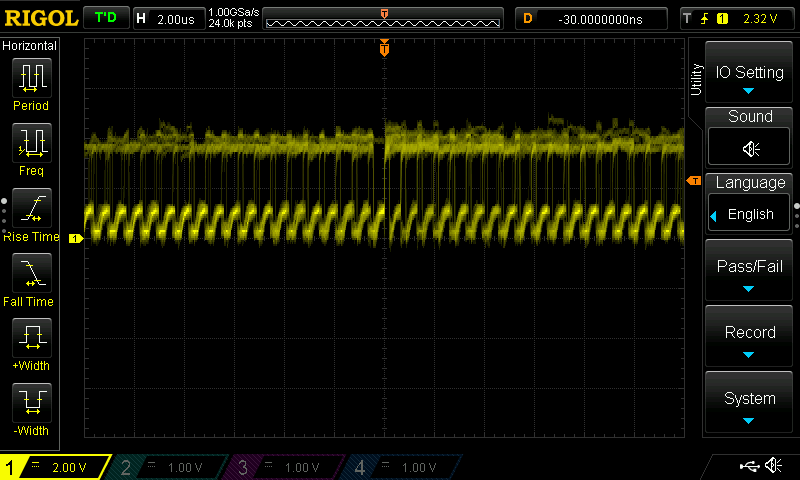 RIGOL T'D H 2.00us 1.00GSa/s 24.0k pts T D -30.0000000ns T 1 2.32 V
Horizontal
Period
Freq
Rise Time
Fall Time
+Width
-Width
T
T
1
Utility
IO Setting
Sound
Language
English
Pass/Fail
Record
System
1 2.00 V 2 1.00 V 3 1.00 V 4 1.00 V